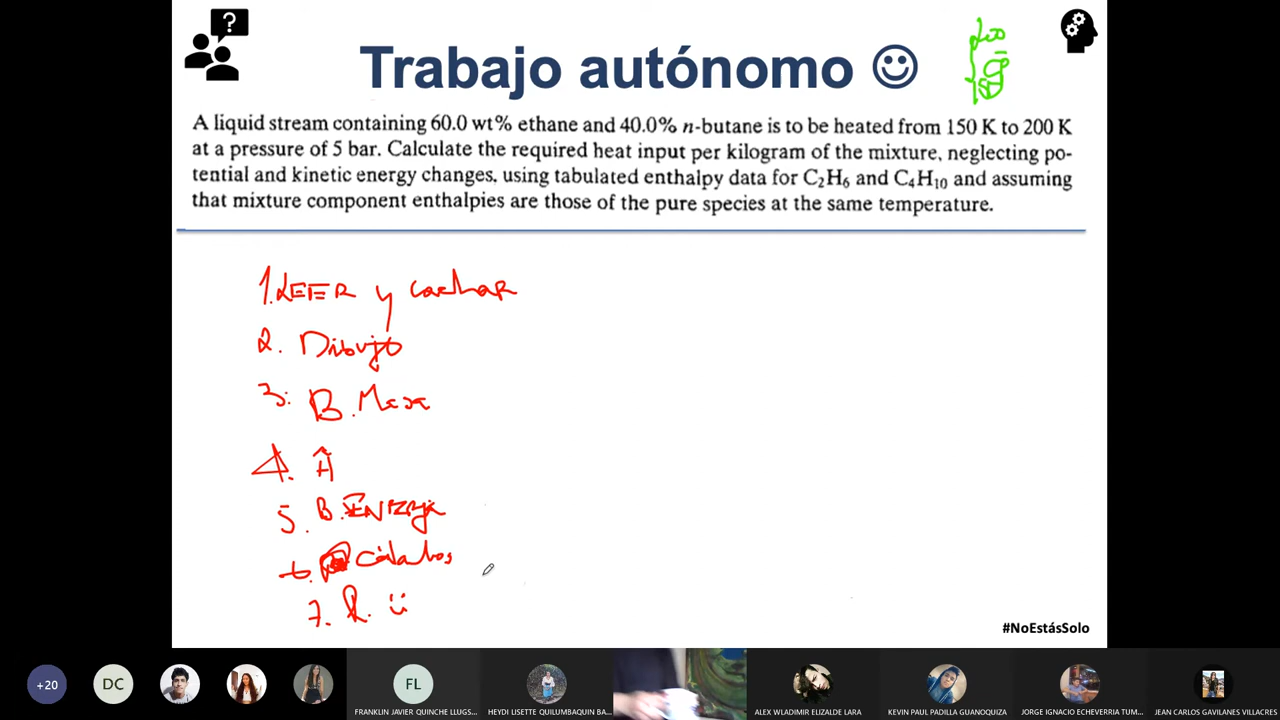 ?
Trabajo autónomo
A liquid stream containing 60.0 wt% ethane and 40.0% n-butane is to be heated from 150 K to 200 K
at a pressure of 5 bar. Calculate the required heat input per kilogram of the mixture, neglecting po-
tential and kinetic energy changes, using tabulated enthalpy data for C₂H₆ and C₄H₁₀ and assuming
that mixture component enthalpies are those of the pure species at the same temperature.
1. LEER y cachar
2. Dibujo
3. B. Masa
4. Ĥ
5. B. ENERgía
6. cálculos
7. R. ü
#NoEstásSolo
+20
DC
FL
FRANKLIN JAVIER QUINCHE LLUGS...
HEYDI LISETTE QUILUMBAQUIN BA...
ALEX WLADIMIR ELIZALDE LARA
KEVIN PAUL PADILLA GUANOQUIZA
JORGE IGNACIO ECHEVERRIA TUM...
JEAN CARLOS GAVILANES VILLACRES